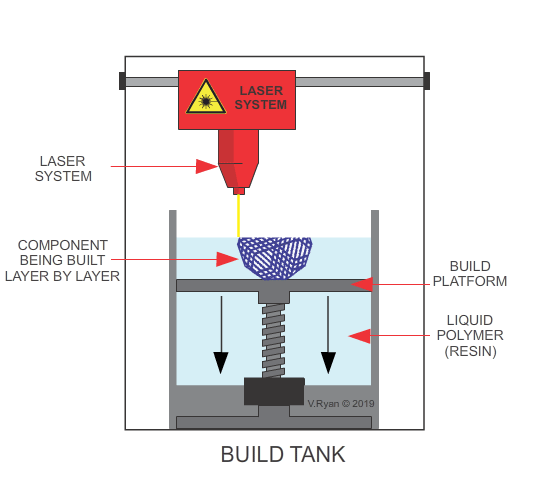 LASER
SYSTEM
LASER
SYSTEM
COMPONENT
BEING BUILT
LAYER BY LAYER
BUILD
PLATFORM
LIQUID
POLYMER
(RESIN)
V.Ryan © 2019
BUILD TANK